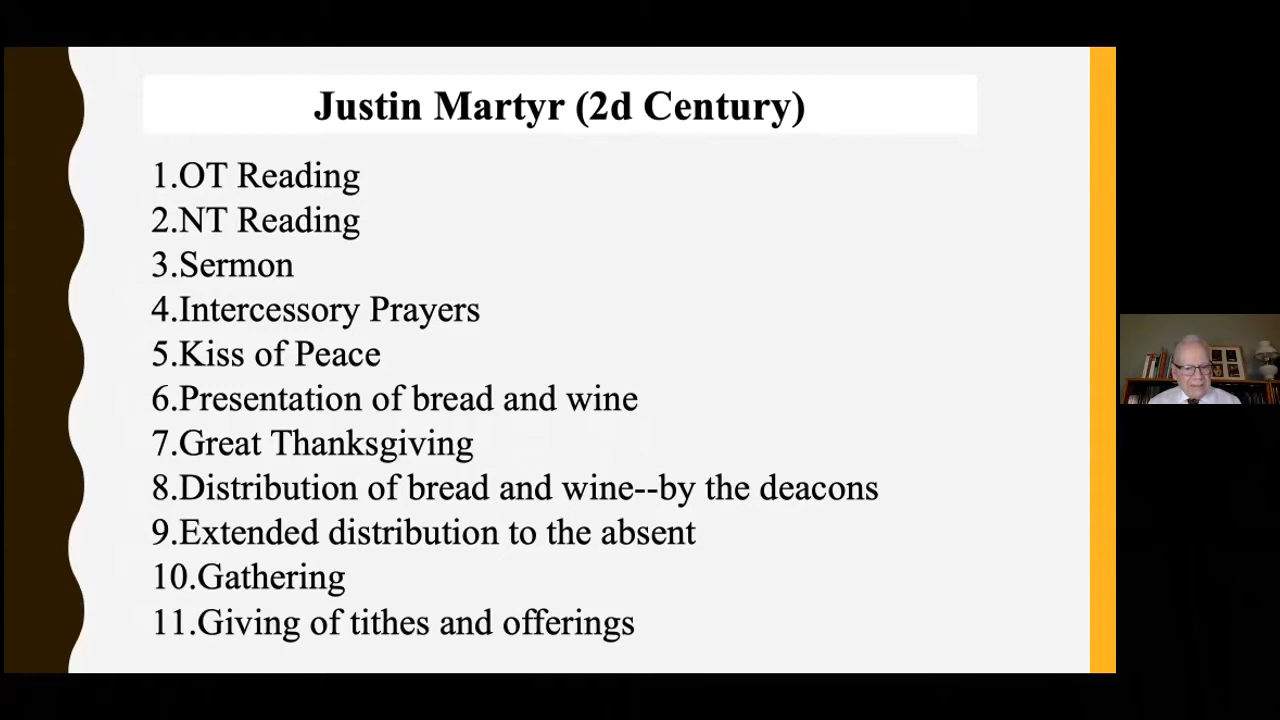 Justin Martyr (2d Century)
1.OT Reading
2.NT Reading
3.Sermon
4.Intercessory Prayers
5.Kiss of Peace
6.Presentation of bread and wine
7.Great Thanksgiving
8.Distribution of bread and wine--by the deacons
9.Extended distribution to the absent
10.Gathering
11.Giving of tithes and offerings